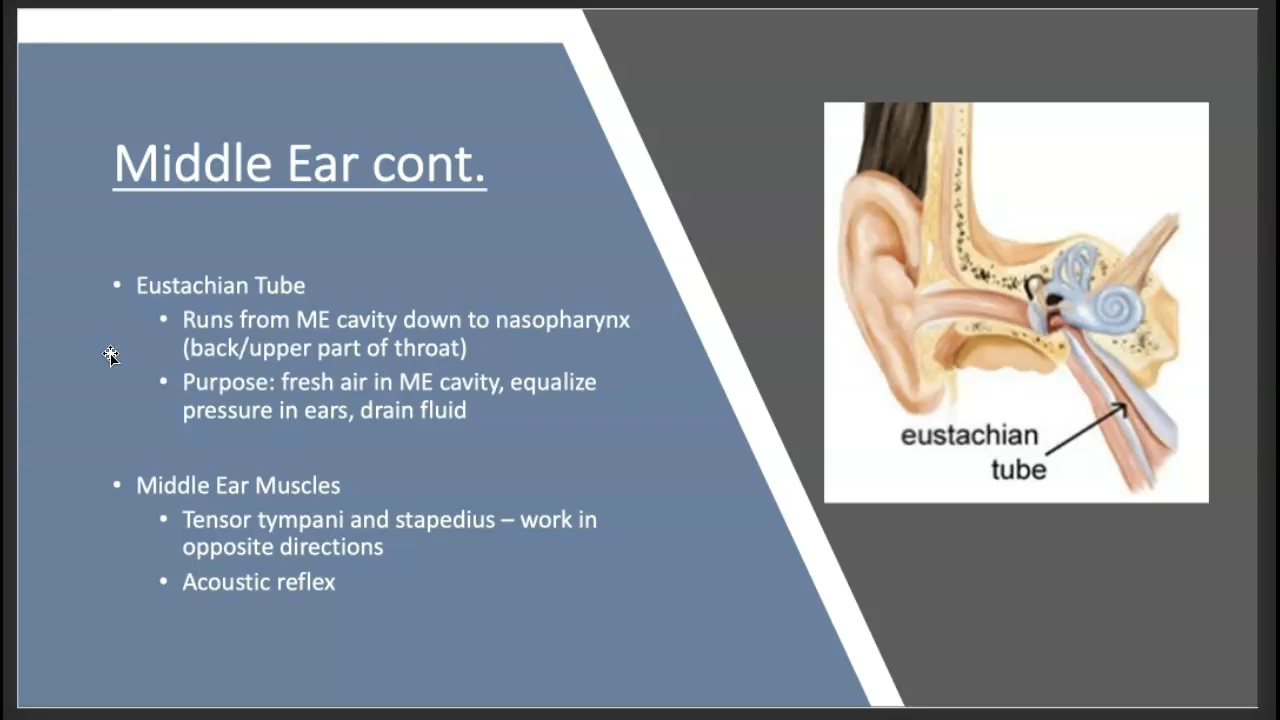 Middle Ear cont.
• Eustachian Tube
• Runs from ME cavity down to nasopharynx
(back/upper part of throat)
• Purpose: fresh air in ME cavity, equalize
pressure in ears, drain fluid
• Middle Ear Muscles
• Tensor tympani and stapedius – work in
opposite directions
• Acoustic reflex
eustachian
tube